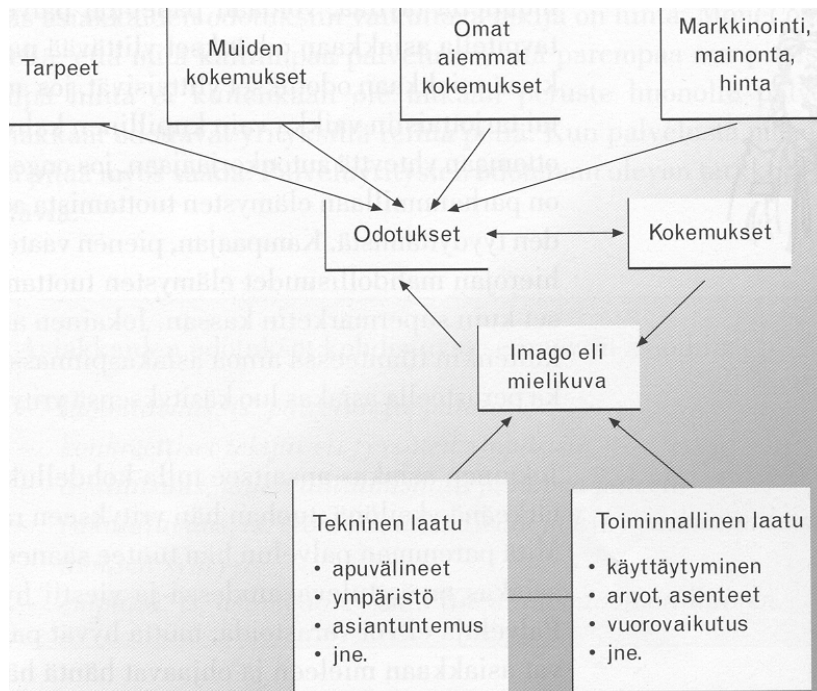 Tarpeet
Muiden
kokemukset
Omat
aiemmat
kokemukset
Markkinointi,
mainonta,
hinta
Odotukset
Kokemukset
Imago eli
mielikuva
Tekninen laatu
• apuvälineet
• ympäristö
• asiantuntemus
• jne.
Toiminnallinen laatu
• käyttäytyminen
• arvot, asenteet
• vuorovaikutus
• jne.